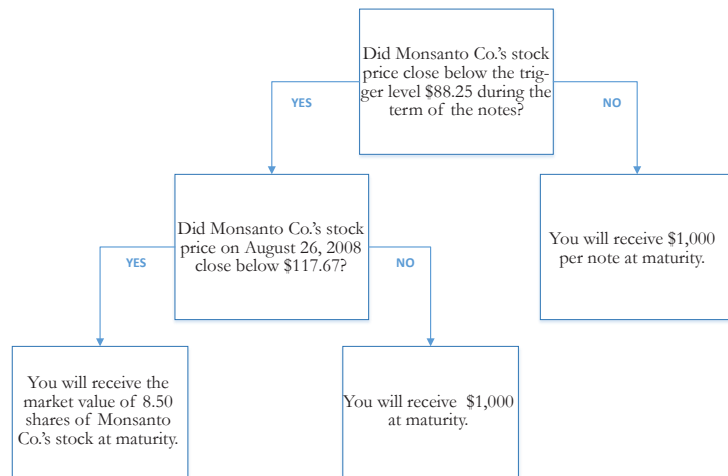 Did Monsanto Co.'s stock
price close below the trig-
ger level $88.25 during the
term of the notes?
YES
NO
Did Monsanto Co.'s stock
price on August 26, 2008
close below $117.67?
You will receive $1,000
per note at maturity.
YES
NO
You will receive the
market value of 8.50
shares of Monsanto
Co.'s stock at maturity.
You will receive $1,000
at maturity.